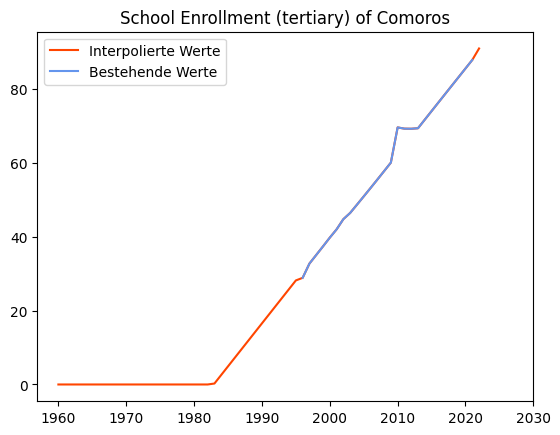 School Enrollment (tertiary) of Comoros
Interpolierte Werte
Bestehende Werte
80
60
40
20
0
1960 1970 1980 1990 2000 2010 2020 2030